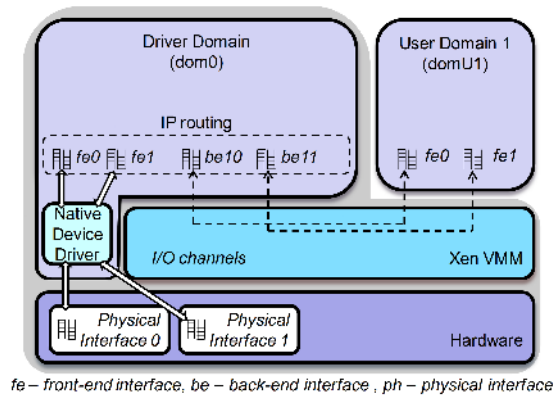 Driver Domain
(dom0)
User Domain 1
(domU1)
IP routing
fe0 fe1 be10 be11
fe0 fe1
Native
Device
Driver
I/O channels
Xen VMM
Physical
Interface 0
Physical
Interface 1
Hardware
fe – front-end interface, be – back-end interface , ph – physical interface